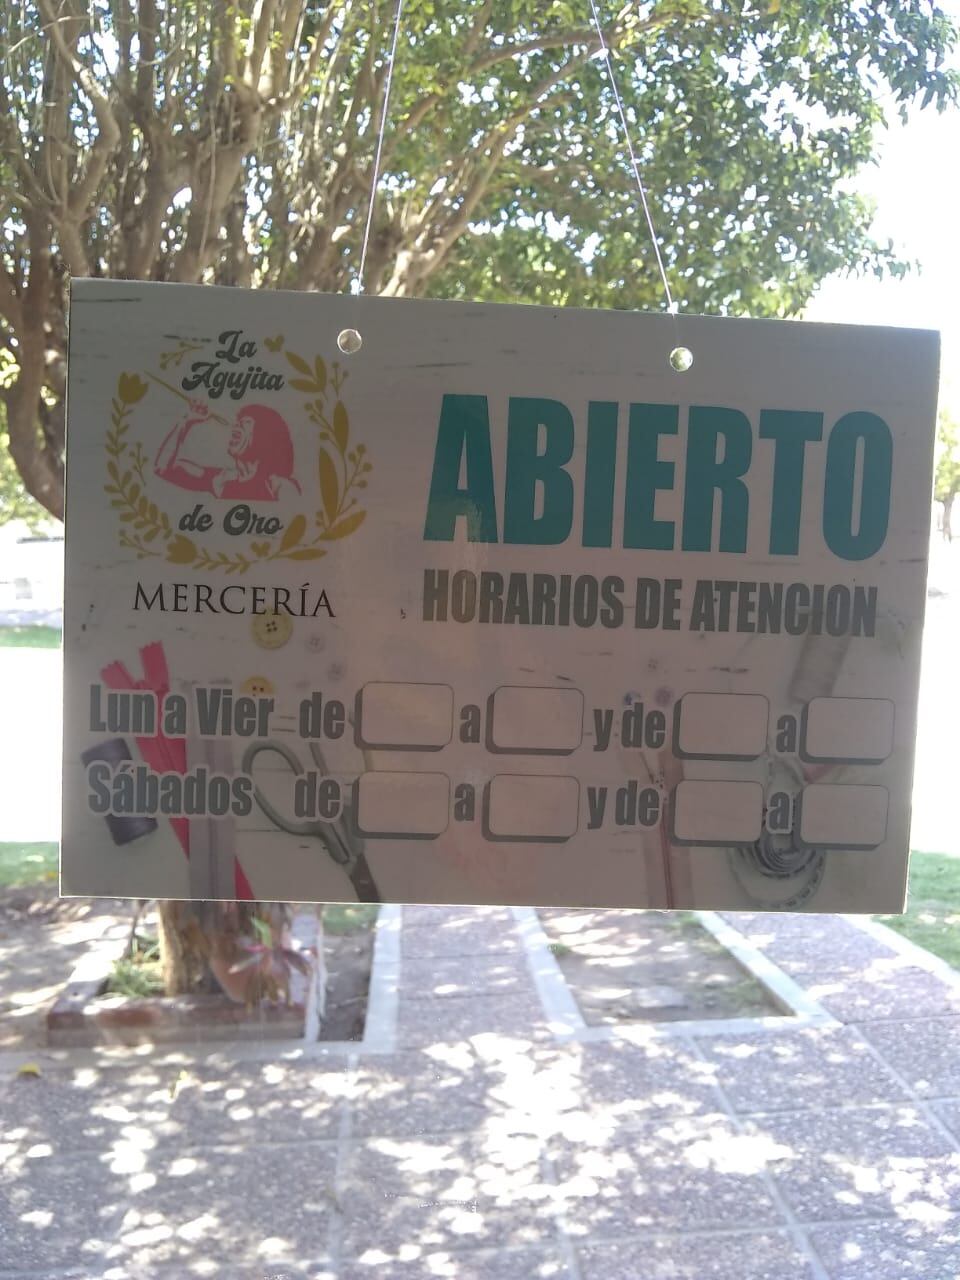 La
Agujita
de Oro
MERCERÍA
ABIERTO
HORARIOS DE ATENCION
Lun a Vier de a y de a
Sábados de a y de a